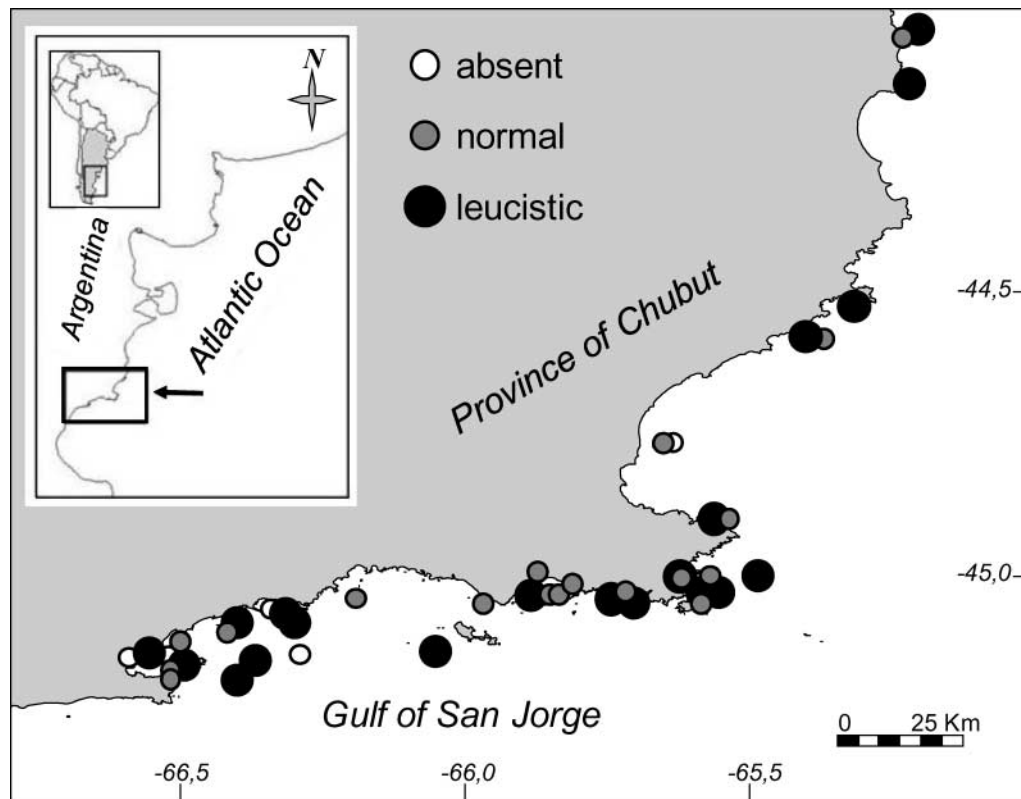 N
Argentina
Atlantic Ocean
absent
normal
leucistic
Province of Chubut
-44,5
-45,0
Gulf of San Jorge
0 25 Km
-66,5 -66,0 -65,5